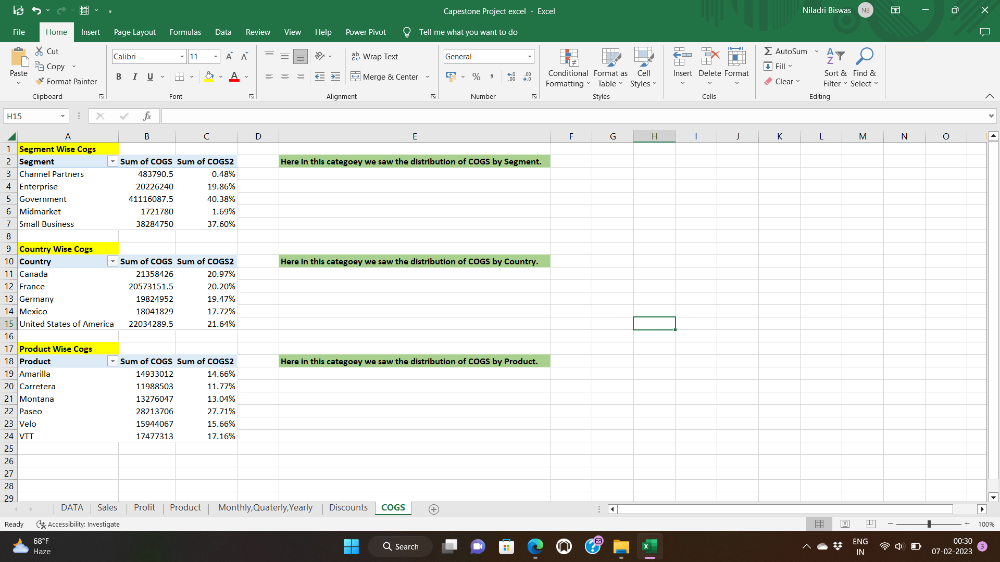 Capestone Project excel - Excel
Niladri Biswas NB
File Home Insert Page Layout Formulas Data Review View Help Power Pivot Tell me what you want to do
Paste
Cut
Copy
Format Painter
Clipboard
Calibri 11
A A
B I U A
Font
ab Wrap Text
Merge & Center
Alignment
General
% ,
Number
Conditional Formatting
Format as Table
Cell Styles
Styles
Insert Delete Format
Cells
AutoSum
Fill
Clear
Sort & Filter
Find & Select
Editing
H15 fx
A B C D E F G H I J K L M N O
1 Segment Wise Cogs
2 Segment Sum of COGS Sum of COGS2 Here in this categoey we saw the distribution of COGS by Segment.
3 Channel Partners 483790.5 0.48%
4 Enterprise 20226240 19.86%
5 Government 41116087.5 40.38%
6 Midmarket 1721780 1.69%
7 Small Business 38284750 37.60%
8
9 Country Wise Cogs
10 Country Sum of COGS Sum of COGS2 Here in this categoey we saw the distribution of COGS by Country.
11 Canada 21358426 20.97%
12 France 20573151.5 20.20%
13 Germany 19824952 19.47%
14 Mexico 18041829 17.72%
15 United States of America 22034289.5 21.64%
16
17 Product Wise Cogs
18 Product Sum of COGS Sum of COGS2 Here in this categoey we saw the distribution of COGS by Product.
19 Amarilla 14933012 14.66%
20 Carretera 11988503 11.77%
21 Montana 13276047 13.04%
22 Paseo 28213706 27.71%
23 Velo 15944067 15.66%
24 VTT 17477313 17.16%
25
26
27
28
29
DATA Sales Profit Product Monthly,Quaterly,Yearly Discounts COGS
Ready Accessibility: Investigate 100%
68°F
Haze
Search
ENG
IN
00:30
07-02-2023
3